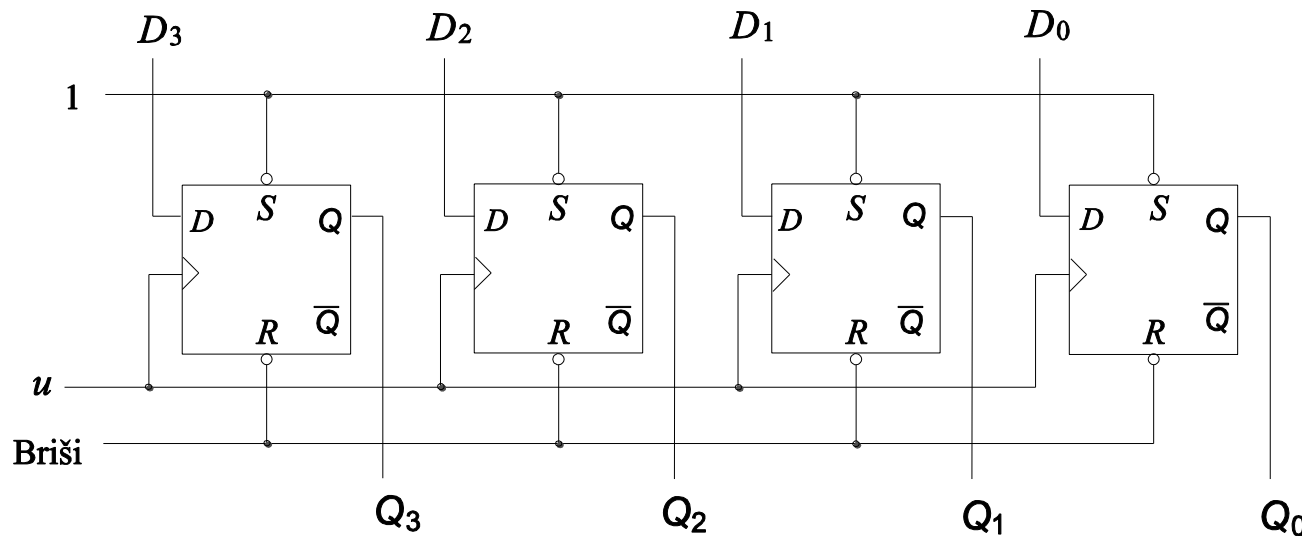 D3 D2 D1 D0
1
S S S S
D Q D Q D Q D Q
Q̅ Q̅ Q̅ Q̅
R R R R
u
Briši
Q3 Q2 Q1 Q0